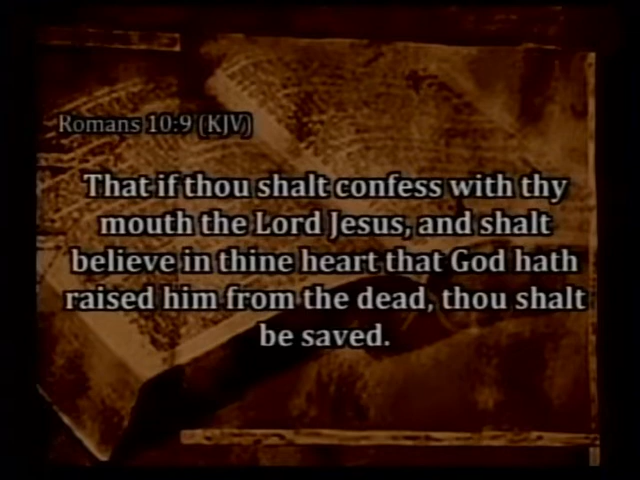 Romans 10:9 (KJV)
That if thou shalt confess with thy
mouth the Lord Jesus, and shalt
believe in thine heart that God hath
raised him from the dead, thou shalt
be saved.